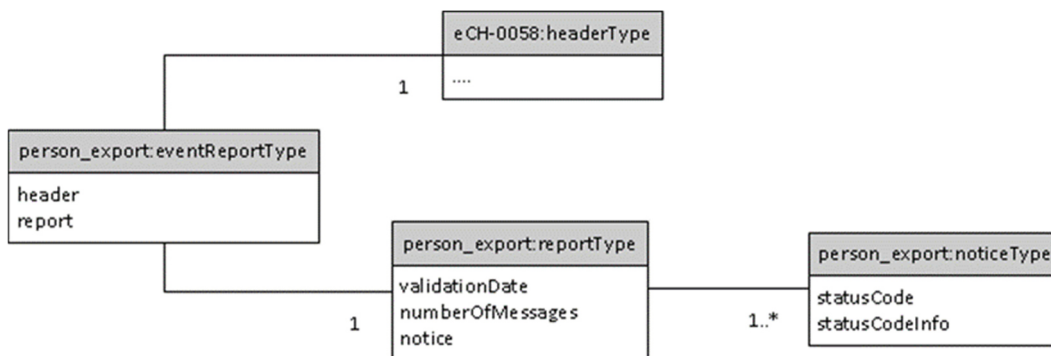 eCH-0058:headerType
....
1
person_export:eventReportType
header
report
person_export:reportType
validationDate
numberOfMessages
notice
1
person_export:noticeType
statusCode
statusCodeInfo
1..*